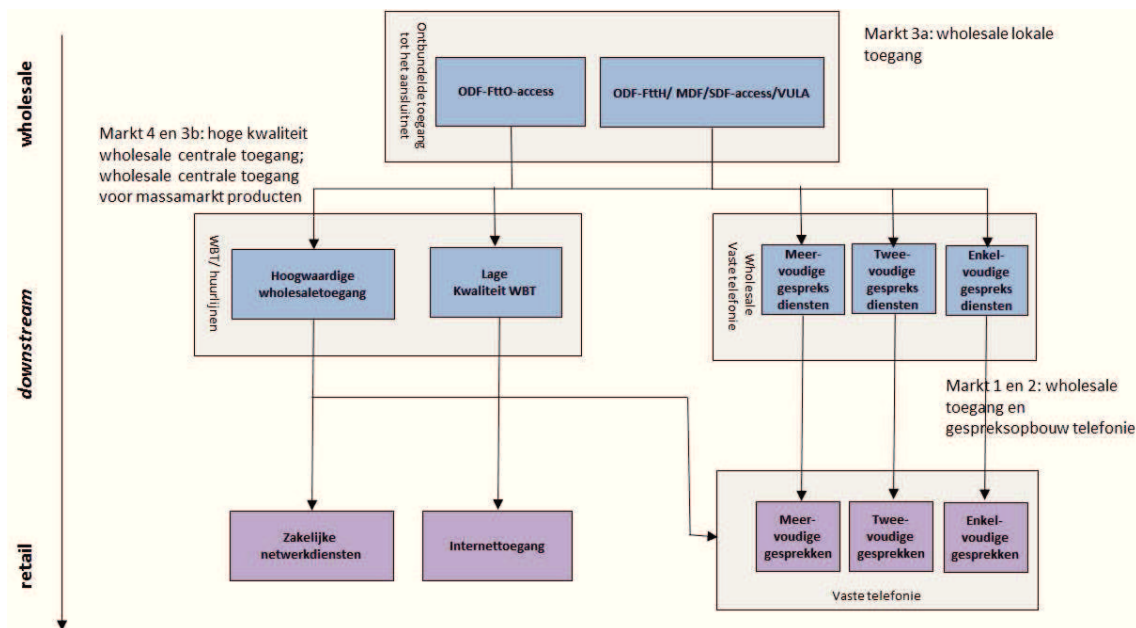 wholesale
downstream
retail
Ontbundelde toegang
tot het aansluitnet
ODF-FttO-access
ODF-FttH/ MDF/SDF-access/VULA
Markt 3a: wholesale lokale
toegang
Markt 4 en 3b: hoge kwaliteit
wholesale centrale toegang;
wholesale centrale toegang
voor massamarkt producten
WBT/ huurlijnen
Hoogwaardige
wholesaletoegang
Lage
Kwaliteit WBT
Wholesale
Vaste telefonie
Meer-
voudige
gespreks
diensten
Twee-
voudige
gespreks
diensten
Enkel-
voudige
gespreks
diensten
Markt 1 en 2: wholesale
toegang en
gespreksopbouw telefonie
Zakelijke
netwerkdiensten
Internettoegang
Meer-
voudige
gesprekken
Twee-
voudige
gesprekken
Enkel-
voudige
gesprekken
Vaste telefonie